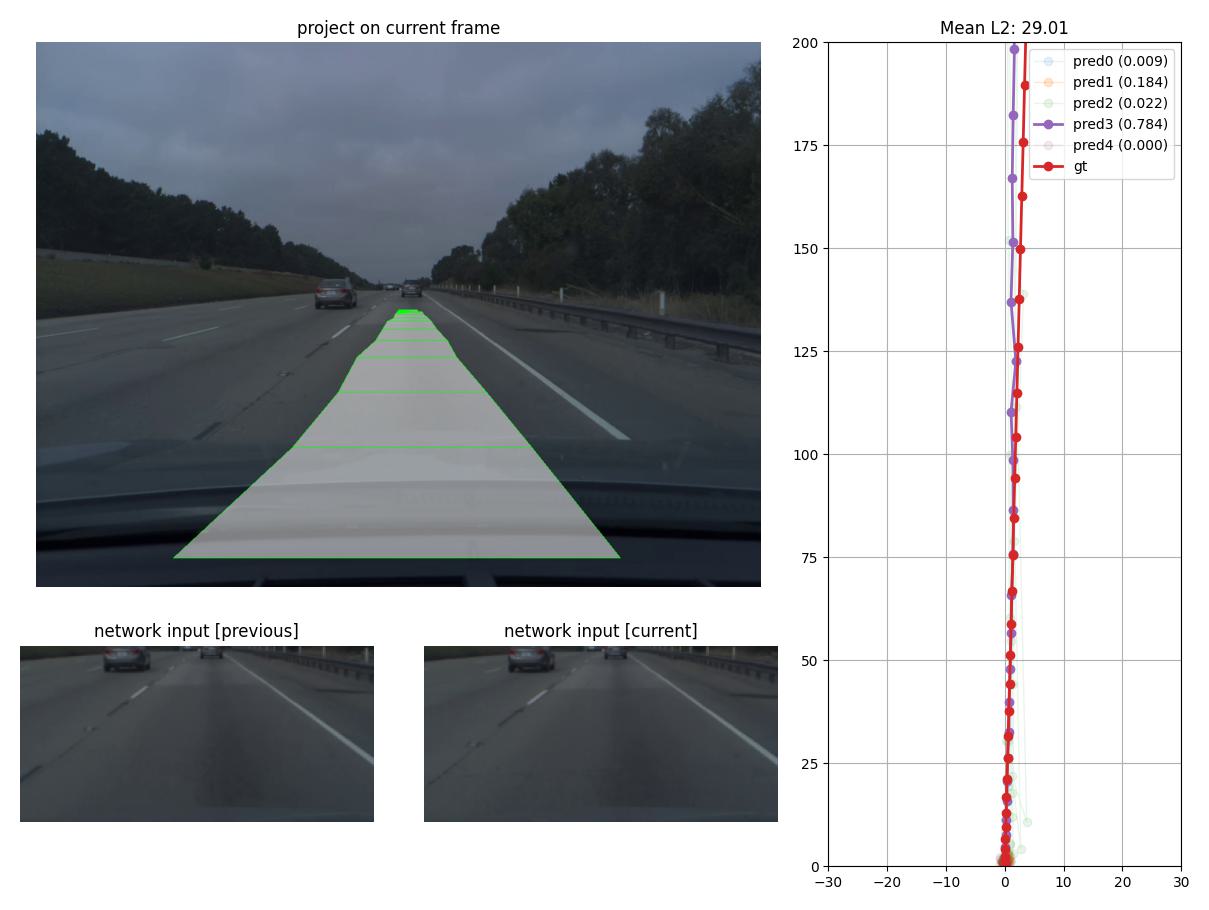 project on current frame
Mean L2: 29.01
200
175
150
125
100
75
50
25
0
−30
−20
−10
0
10
20
30
pred0 (0.009)
pred1 (0.184)
pred2 (0.022)
pred3 (0.784)
pred4 (0.000)
gt
network input [previous]
network input [current]